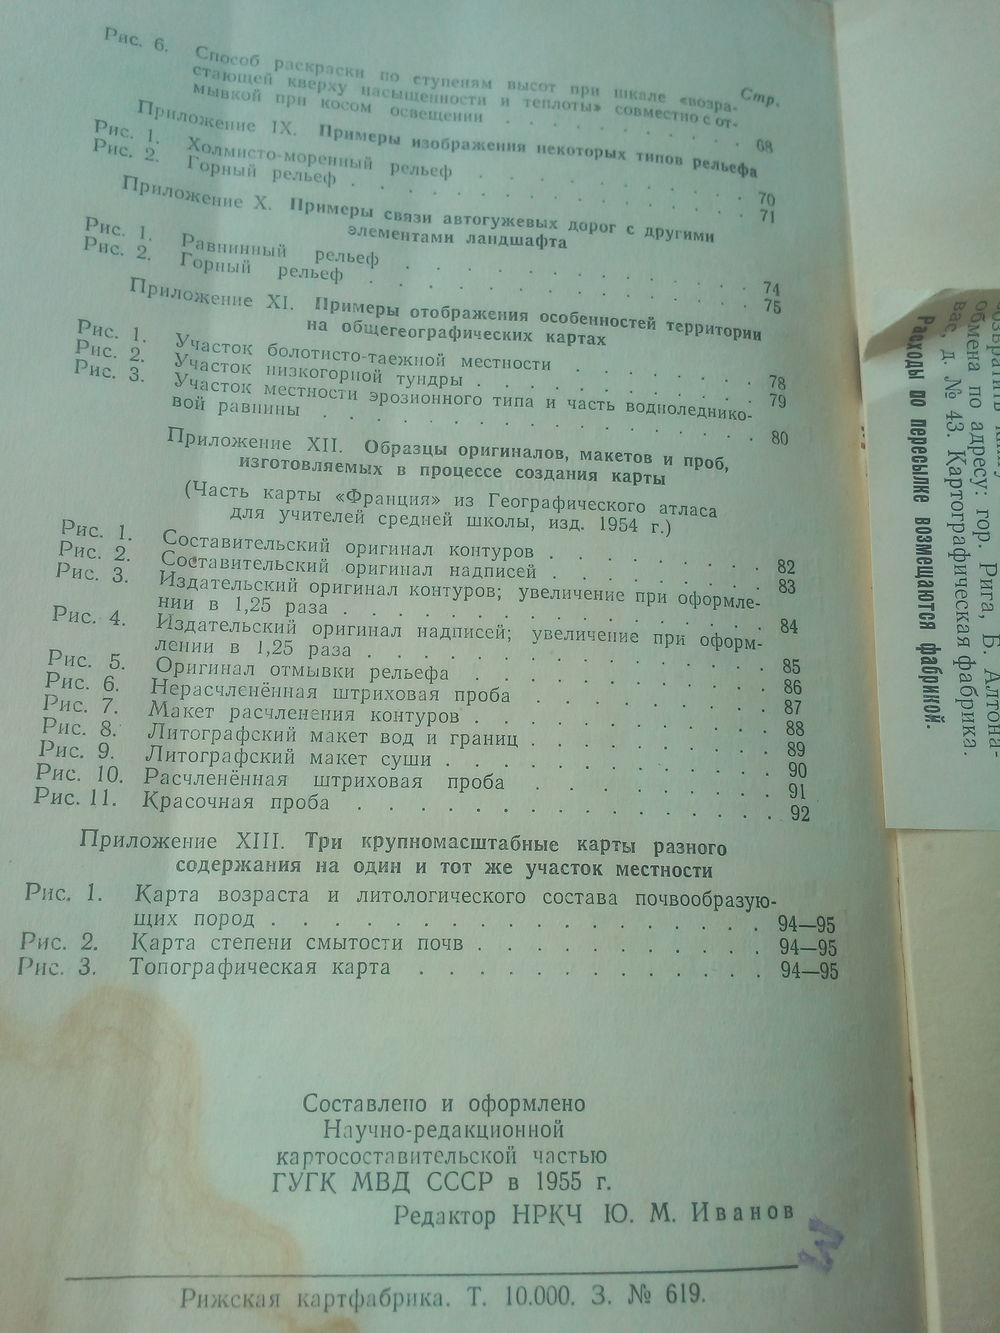 Стр.
Рис. 6. Способ раскраски по ступеням высот при шкале «возра-
стающей кверху насыщенности и теплоты» совместно с от-
мывкой при косом освещении . . . . . . . . . . 68
Приложение IX. Примеры изображения некоторых типов рельефа
Рис. 1. Холмисто-моренный рельеф . . . . . . . . . . 70
Рис. 2. Горный рельеф . . . . . . . . . . . . . 71
Приложение X. Примеры связи автогужевых дорог с другими
элементами ландшафта
Рис. 1. Равнинный рельеф . . . . . . . . . . . . 74
Рис. 2. Горный рельеф . . . . . . . . . . . . . 75
Приложение XI. Примеры отображения особенностей территории
на общегеографических картах
Рис. 1. Участок болотисто-таежной местности . . . . . . . 78
Рис. 2. Участок низкогорной тундры . . . . . . . . . . 79
Рис. 3. Участок местности эрозионного типа и часть водноледнико-
вой равнины . . . . . . . . . . . . . . 80
Приложение XII. Образцы оригиналов, макетов и проб,
изготовляемых в процессе создания карты
(Часть карты «Франция» из Географического атласа
для учителей средней школы, изд. 1954 г.)
Рис. 1. Составительский оригинал контуров . . . . . . . . 82
Рис. 2. Составительский оригинал надписей . . . . . . . . 83
Рис. 3. Издательский оригинал контуров; увеличение при оформле-
нии в 1,25 раза . . . . . . . . . . . . . 84
Рис. 4. Издательский оригинал надписей; увеличение при оформ-
лении в 1,25 раза . . . . . . . . . . . . 85
Рис. 5. Оригинал отмывки рельефа . . . . . . . . . . 86
Рис. 6. Нерасчленённая штриховая проба . . . . . . . . 87
Рис. 7. Макет расчленения контуров . . . . . . . . . . 88
Рис. 8. Литографский макет вод и границ . . . . . . . . 89
Рис. 9. Литографский макет суши . . . . . . . . . . 90
Рис. 10. Расчленённая штриховая проба . . . . . . . . 91
Рис. 11. Красочная проба . . . . . . . . . . . . 92
Приложение XIII. Три крупномасштабные карты разного
содержания на один и тот же участок местности
Рис. 1. Карта возраста и литологического состава почвообразую-
щих пород . . . . . . . . . . . . . . 94—95
Рис. 2. Карта степени смытости почв . . . . . . . . . 94—95
Рис. 3. Топографическая карта . . . . . . . . . . . 94—95
Составлено и оформлено
Научно-редакционной
картосоставительской частью
ГУГК МВД СССР в 1955 г.
Редактор НРКЧ Ю. М. Иванов
Рижская картфабрика. Т. 10.000. З. № 619.
обмена по адресу: гор. Рига, Б. Алтона-
вас, д. № 43. Картографическая фабрика.
Расходы по пересылке возмещаются фабрикой.